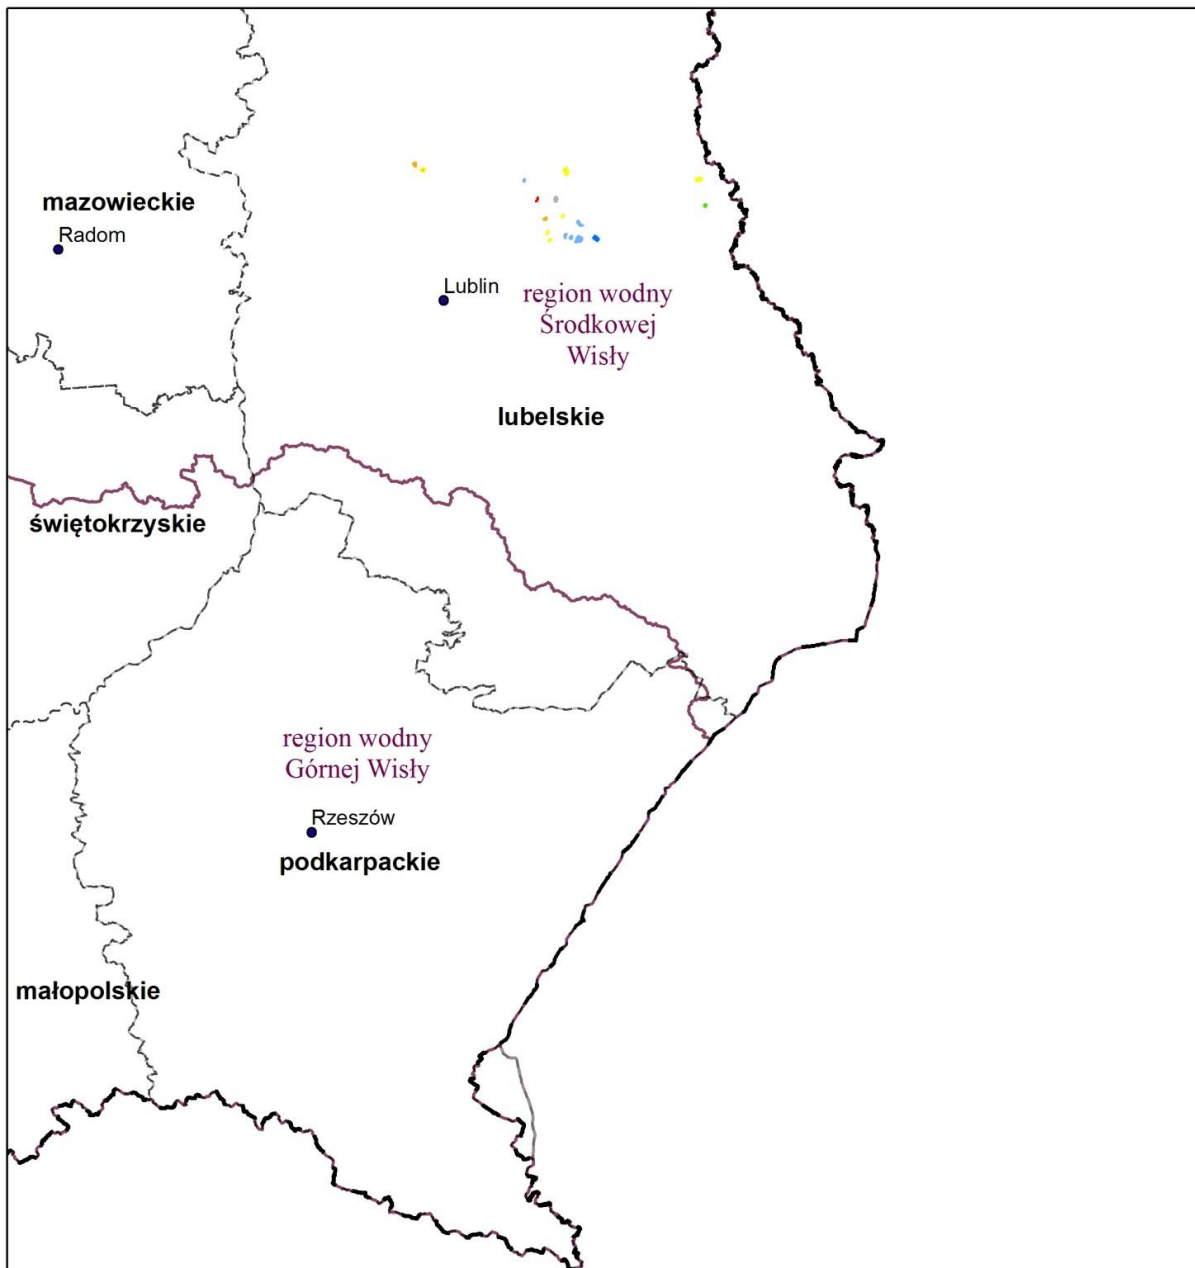 mazowieckie
Radom
Lublin
region wodny
Środkowej
Wisły
lubelskie
świętokrzyskie
region wodny
Górnej Wisły
Rzeszów
podkarpackie
małopolskie